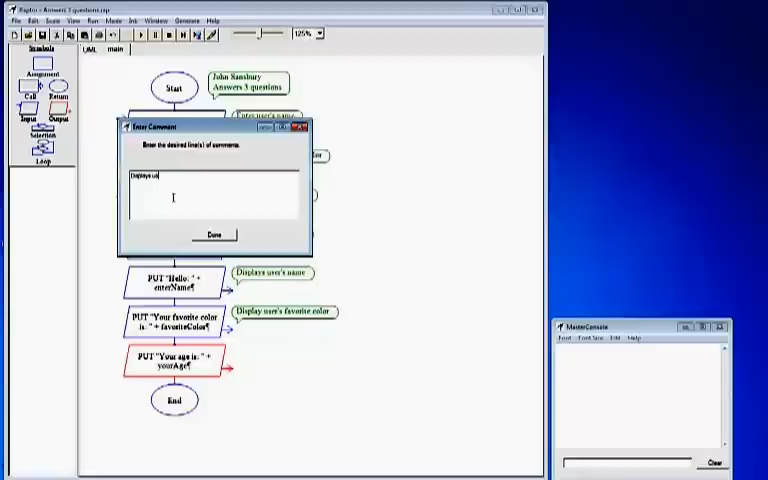 Raptor - Answers 3 questions.rap
File Edit Scale View Run Mode Ink Window Generate Help
125%
Symbols
UML main
Assignment
Call Return
Input Output
Selection
Loop
Start
John Sansbury
Answers 3 questions
Enter user's name
Enter Comment
Enter the desired line(s) of comments.
Displays us
Done
PUT "Hello: " +
enterName¶
Displays user's name
PUT "Your favorite color
is: " + favoriteColor¶
Display user's favorite color
PUT "Your age is: " +
yourAge¶
End
MasterConsole
Font Font Size Edit Help
Clear